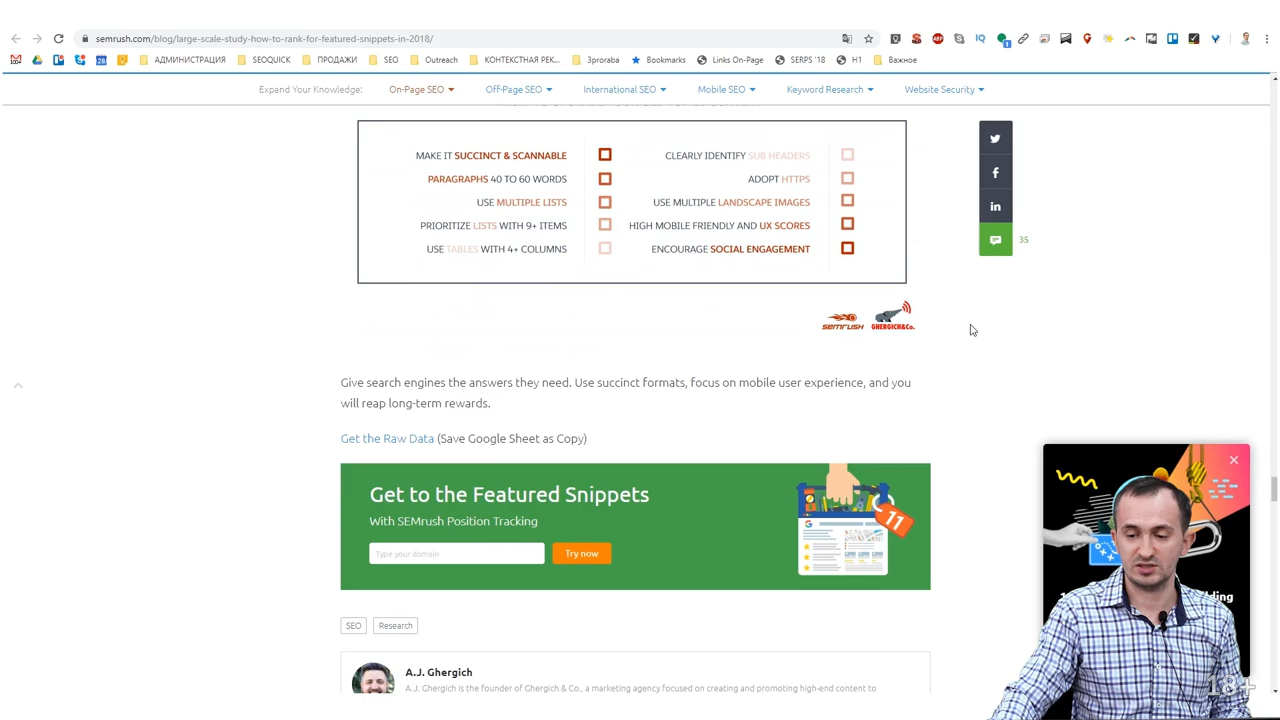 semrush.com/blog/large-scale-study-how-to-rank-for-featured-snippets-in-2018/
28
АДМИНИСТРАЦИЯ
SEOQUICK
ПРОДАЖИ
SEO
Outreach
КОНТЕКСТНАЯ РЕК...
3proraba
Bookmarks
Links On-Page
SERPS '18
H1
Важное
Expand Your Knowledge:
On-Page SEO
Off-Page SEO
International SEO
Mobile SEO
Keyword Research
Website Security
MAKE IT SUCCINCT & SCANNABLE
PARAGRAPHS 40 TO 60 WORDS
USE MULTIPLE LISTS
PRIORITIZE LISTS WITH 9+ ITEMS
USE TABLES WITH 4+ COLUMNS
CLEARLY IDENTIFY SUB HEADERS
ADOPT HTTPS
USE MULTIPLE LANDSCAPE IMAGES
HIGH MOBILE FRIENDLY AND UX SCORES
ENCOURAGE SOCIAL ENGAGEMENT
35
SEMRUSH
GHERGICH&Co.
Give search engines the answers they need. Use succinct formats, focus on mobile user experience, and you
will reap long-term rewards.
Get the Raw Data (Save Google Sheet as Copy)
Get to the Featured Snippets
With SEMrush Position Tracking
Type your domain
Try now
11
SEO
Research
A.J. Ghergich
A.J. Ghergich is the founder of Ghergich & Co., a marketing agency focused on creating and promoting high-end content to
18+